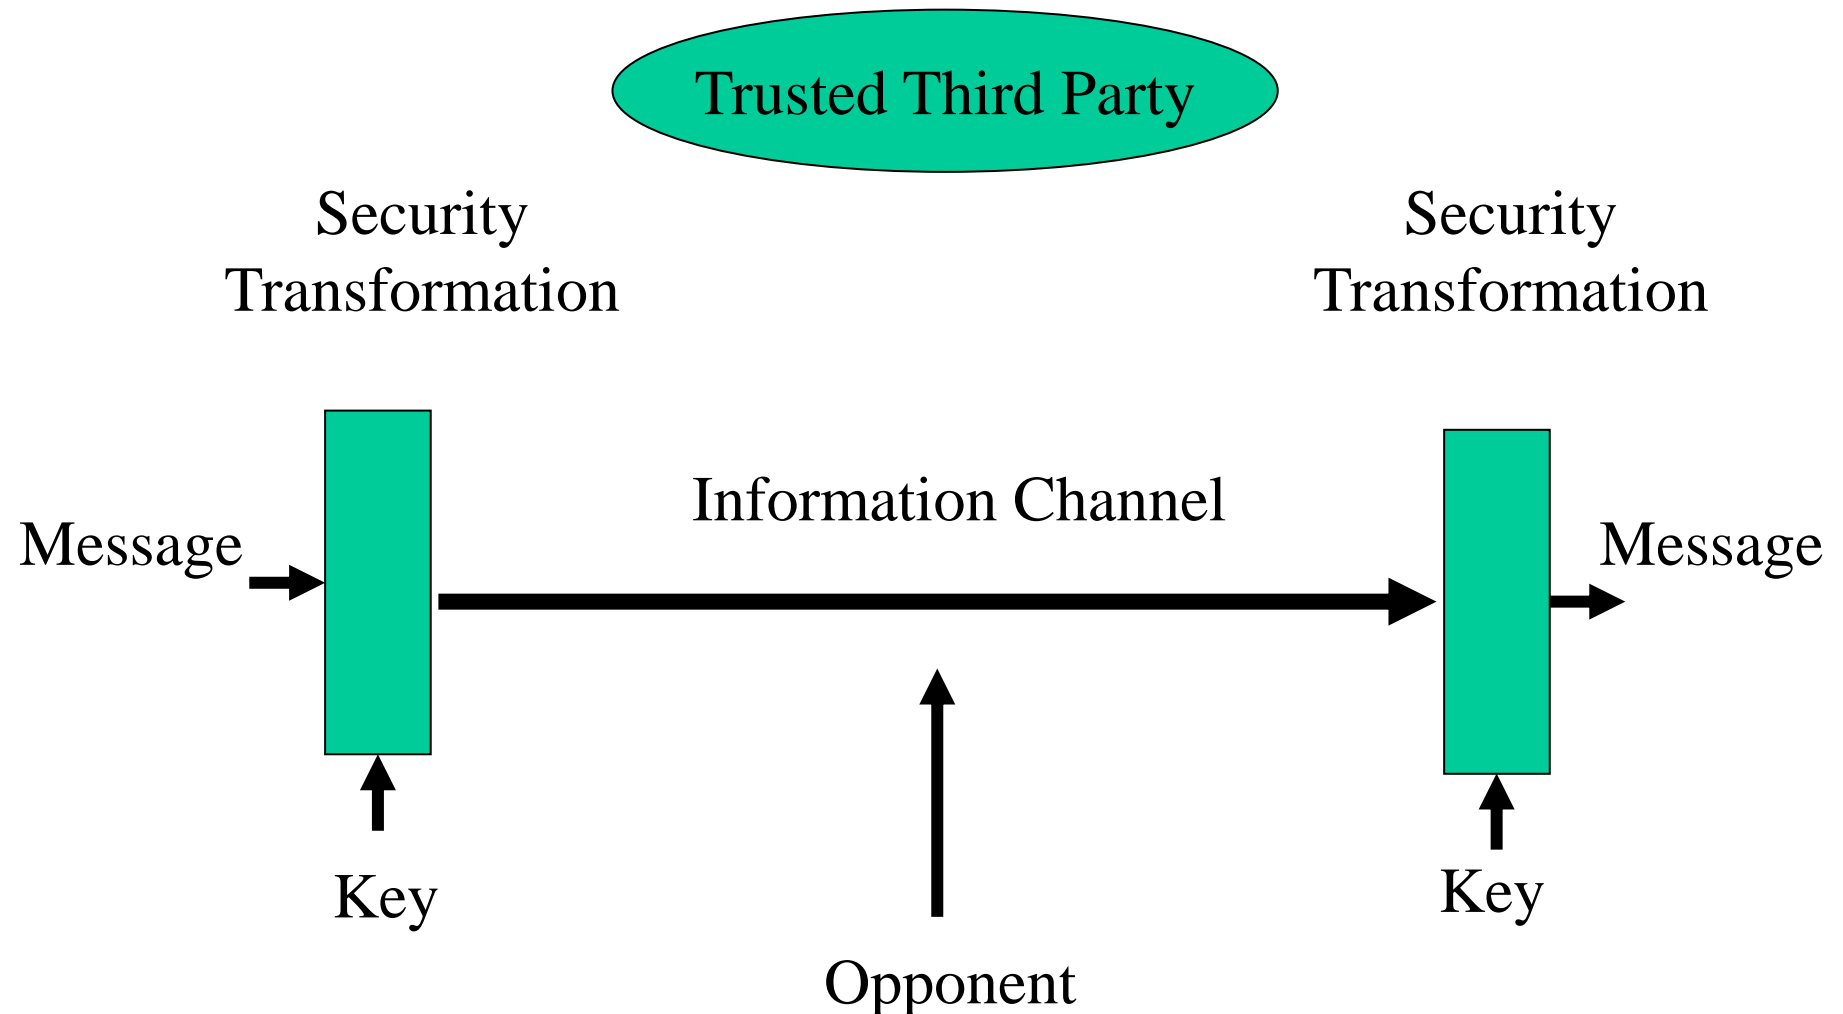 Trusted Third Party
Security
Transformation
Security
Transformation
Information Channel
Message
Message
Key
Key
Opponent